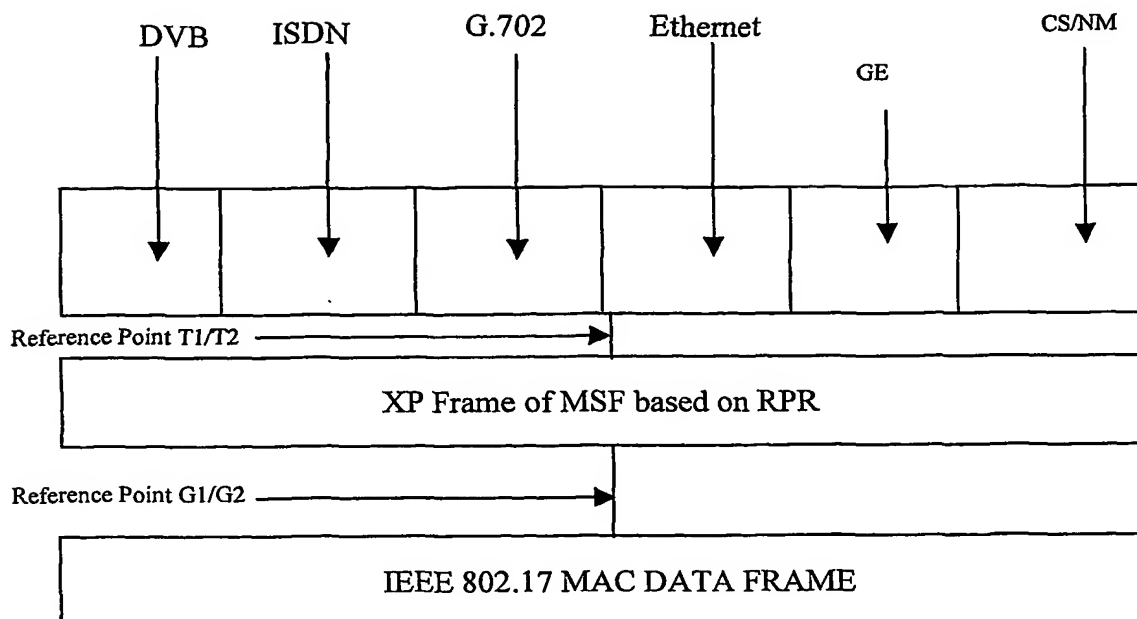 DVB ISDN G.702 Ethernet CS/NM
GE
Reference Point T1/T2
XP Frame of MSF based on RPR
Reference Point G1/G2
IEEE 802.17 MAC DATA FRAME